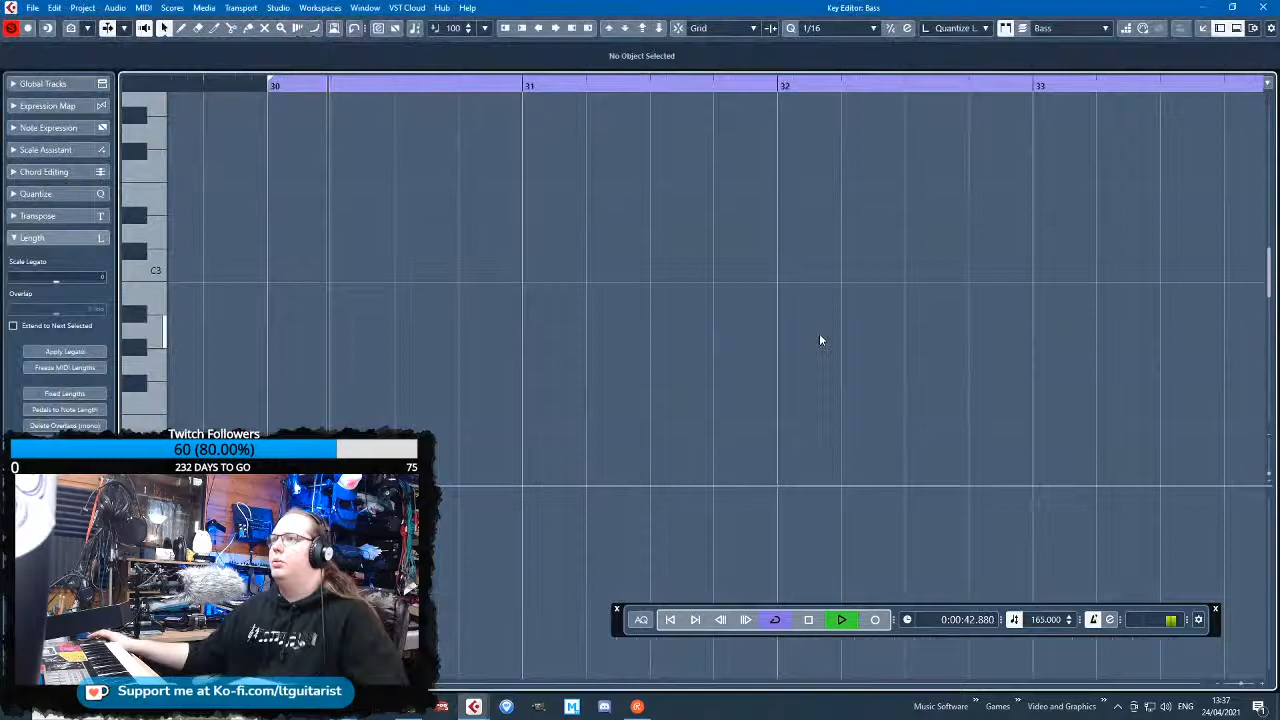 File Edit Project Audio MIDI Scores Media Transport Studio Workspaces Window VST Cloud Hub Help
Key Editor: Bass
S 100 Grid Q 1/16 Quantize L. Bass
No Object Selected
Global Tracks
Expression Map
Note Expression
Scale Assistant
Chord Editing
Quantize Q
Transpose T
Length L
Scale Legato
0
Overlap
Extend to Next Selected
Apply Legato
Freeze MIDI Lengths
Fixed Lengths
Pedals to Note Length
Delete Overlaps (mono)
30 31 32 33
C3
Twitch Followers
60 (80.00%)
0 232 DAYS TO GO 75
Support me at Ko-fi.com/ltguitarist
x x
AQ 0:00:42.880 165.000
Music Software Games Video and Graphics ENG
13:37
24/04/2021